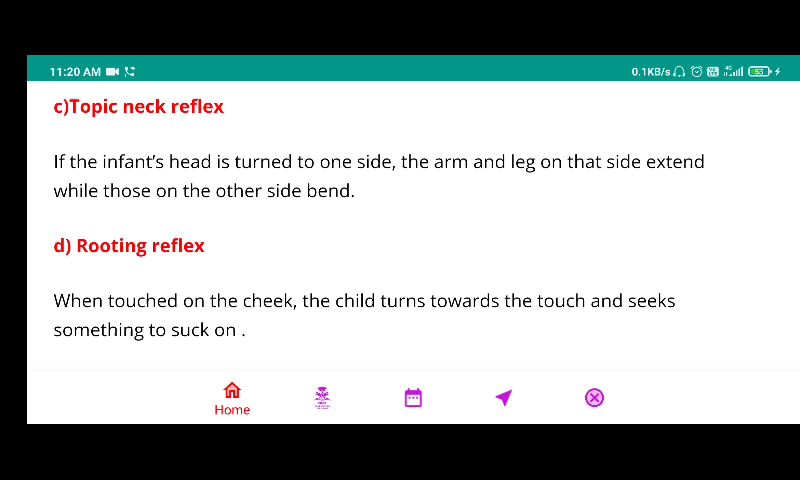 11:20 AM 0.1KB/s 4G 53
c)Topic neck reflex
If the infant's head is turned to one side, the arm and leg on that side extend
while those on the other side bend.
d) Rooting reflex
When touched on the cheek, the child turns towards the touch and seeks
something to suck on .
Home